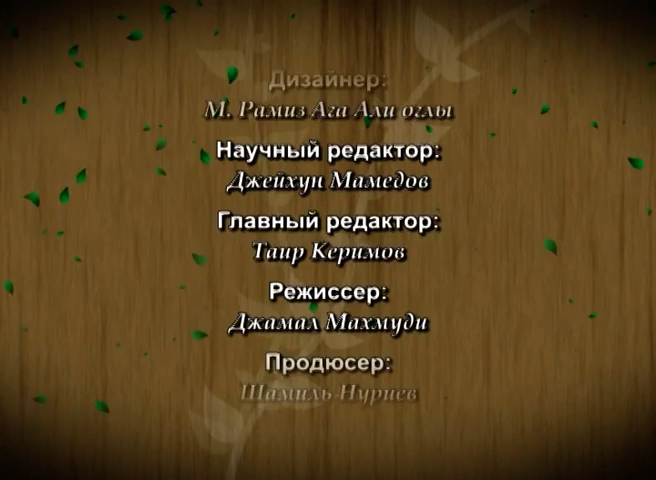 Дизайнер:
М. Рамиз Ага Али оглы
Научный редактор:
Джейхун Мамедов
Главный редактор:
Таир Керимов
Режиссер:
Джамал Махмуди
Продюсер:
Шамиль Нуриев